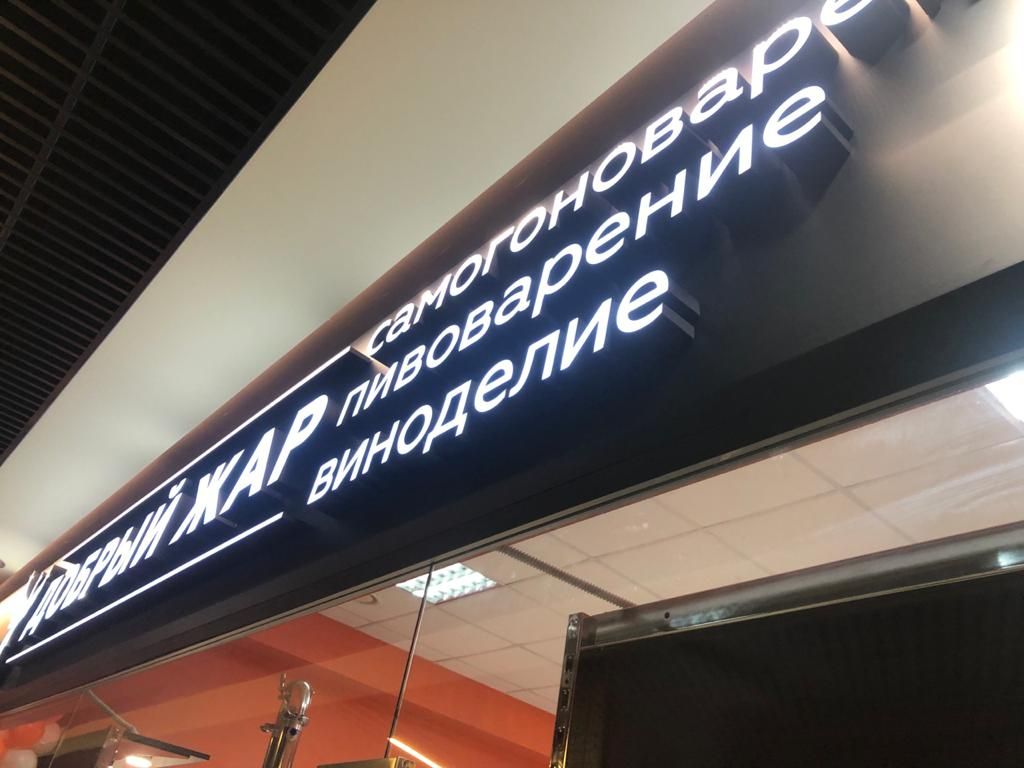 ДОБРЫЙ ЖАР
самогоноваре
пивоварение
виноделие